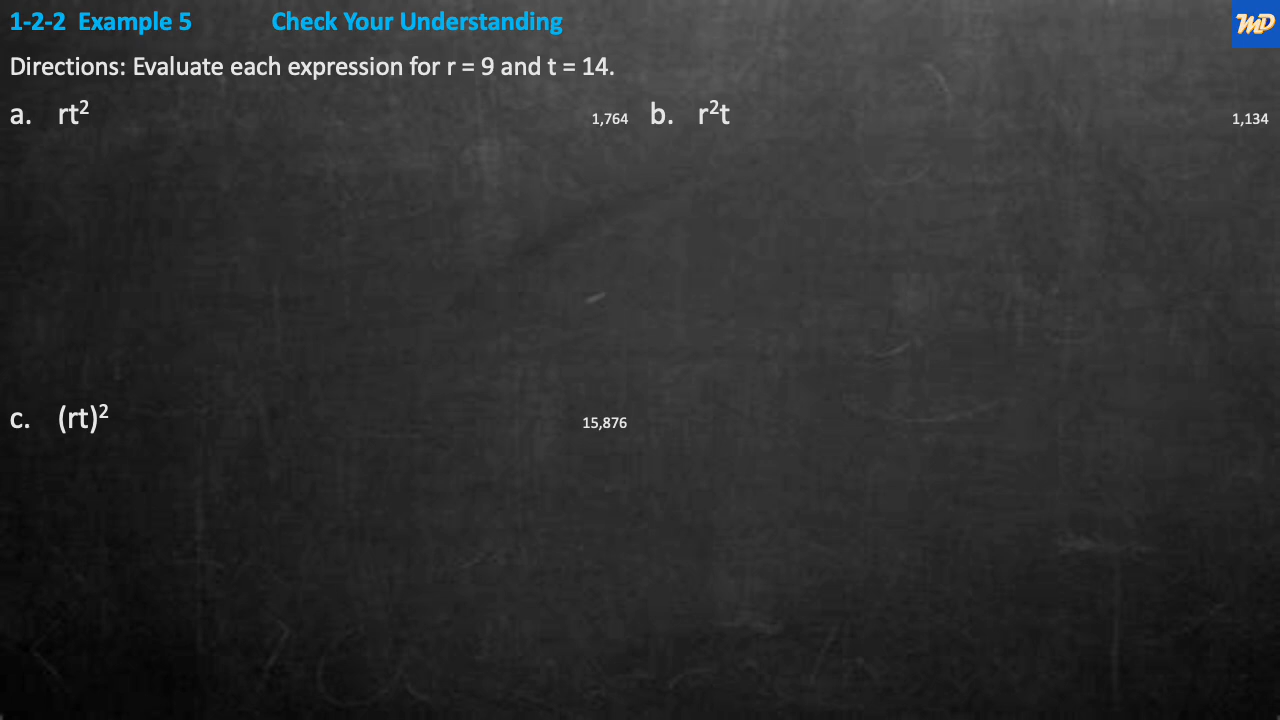 1-2-2 Example 5 Check Your Understanding
MD
Directions: Evaluate each expression for r = 9 and t = 14.
a. rt² 1,764 b. r²t 1,134
c. (rt)² 15,876